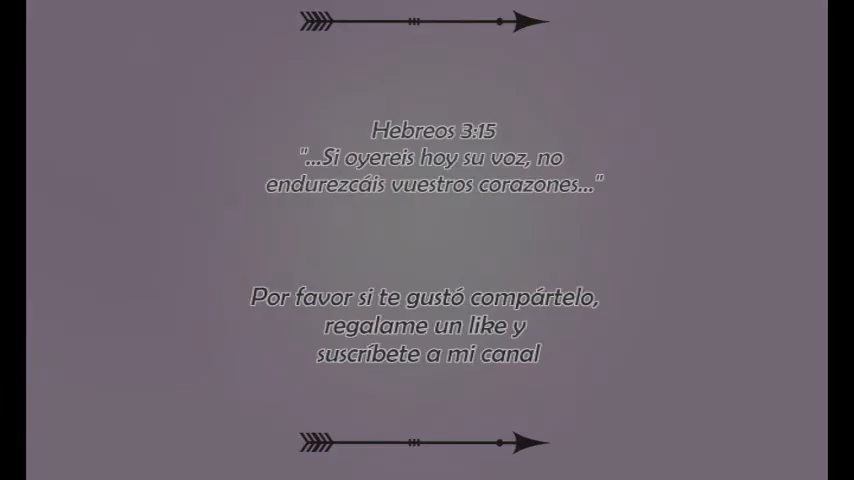 Hebreos 3:15
"...Si oyereis hoy su voz, no
endurezcáis vuestros corazones..."
Por favor si te gustó compártelo,
regalame un like y
suscríbete a mi canal